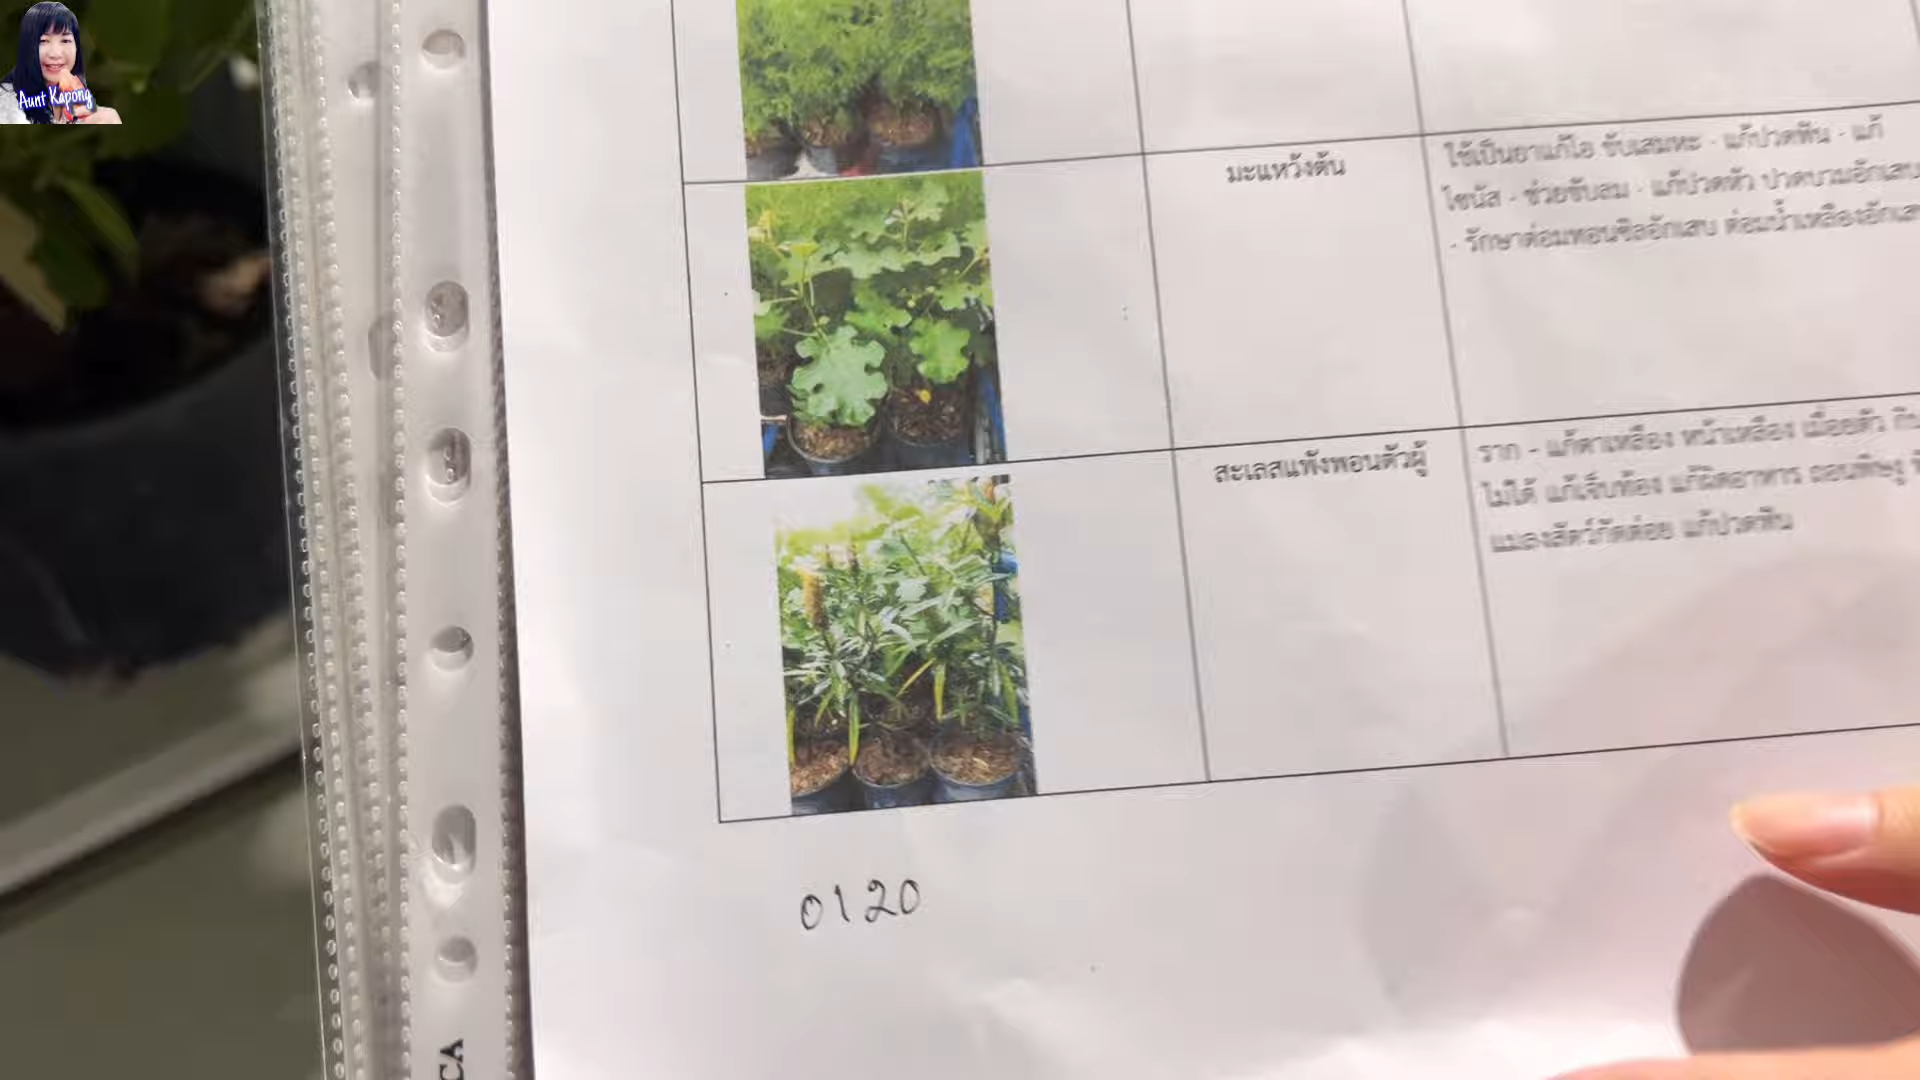 Aunt Kapong
มะแหว้งต้น
ใช้เป็นยาแก้ไอ ขับเสมหะ - แก้ปวดฟัน - แก้
ไซนัส - ช่วยขับลม - แก้ปวดหัว ปวดบวมอักเสบ
- รักษาต่อมทอนซิลอักเสบ ต่อมน้ำเหลืองอักเส
สะเลสแพังพอนตัวผู้
ราก - แก้ตาเหลือง หน้าเหลือง เมื่อยตัว กิน
ไม่ได้ แก้เจ็บท้อง แก้ผิดอาหาร ถอนพิษงู
แมลงสัตว์กัดต่อย แก้ปวดฟัน
0120
CA